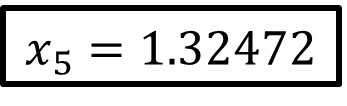 x₅ = 1.32472